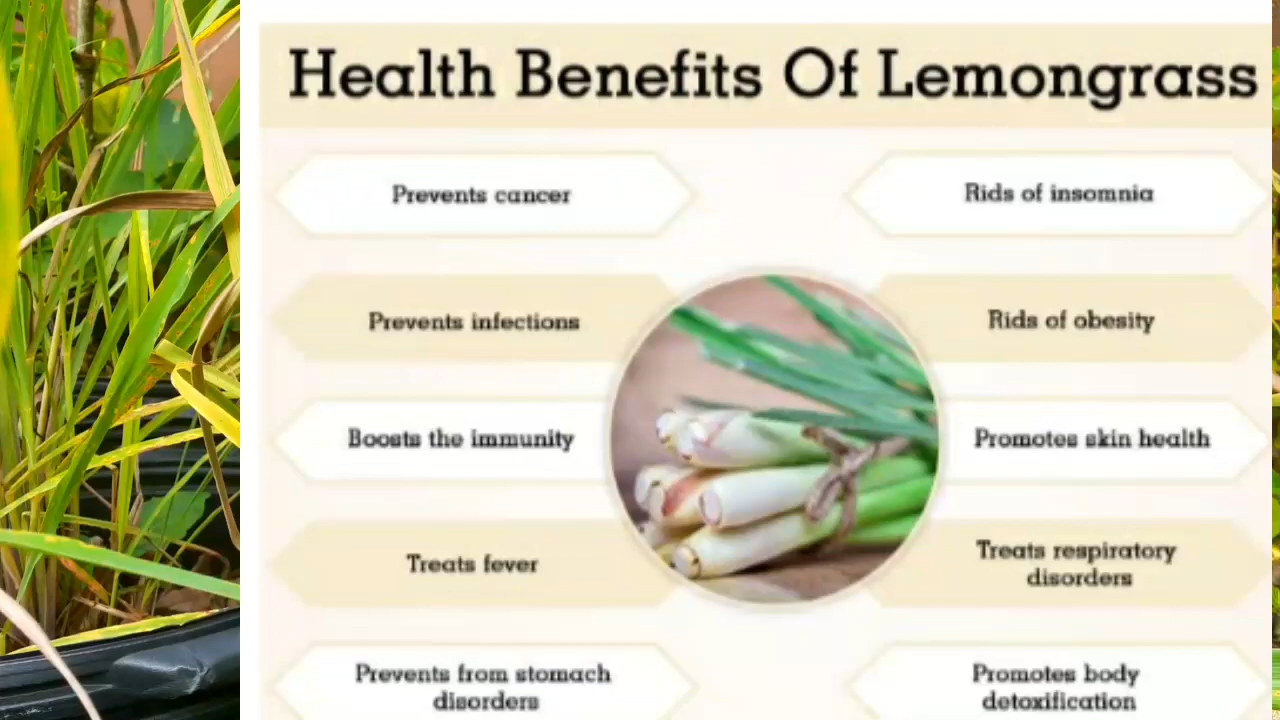 Health Benefits Of Lemongrass
Prevents cancer
Rids of insomnia
Prevents infections
Rids of obesity
Boosts the immunity
Promotes skin health
Treats fever
Treats respiratory
disorders
Prevents from stomach
disorders
Promotes body
detoxification